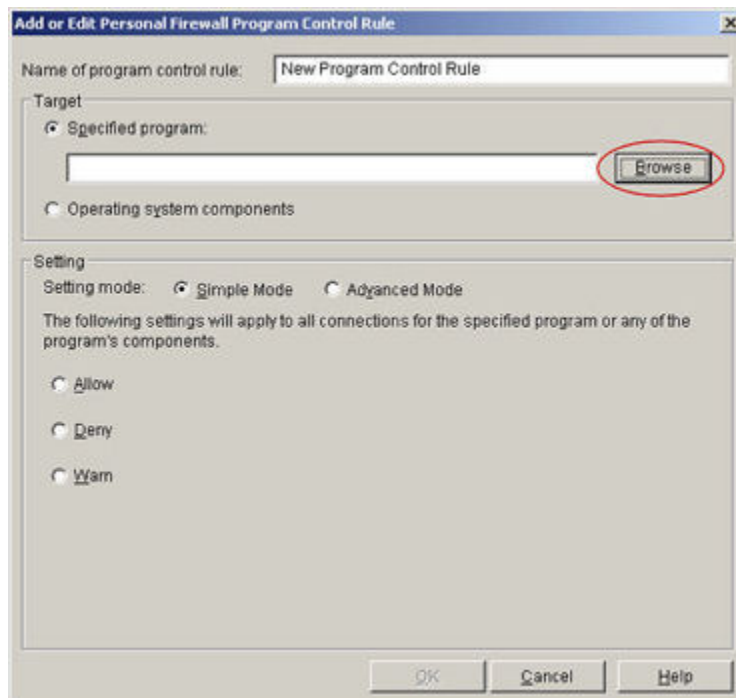 Add or Edit Personal Firewall Program Control Rule
Name of program control rule: New Program Control Rule
Target
Specified program:
Browse
Operating system components
Setting
Setting mode: Simple Mode Advanced Mode
The following settings will apply to all connections for the specified program or any of the
program's components.
Allow
Deny
Warn
OK Cancel Help